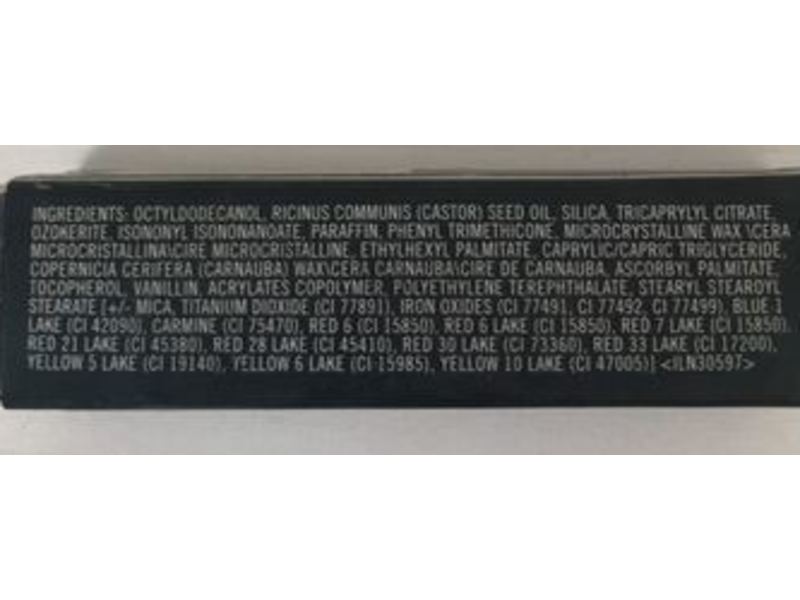 INGREDIENTS: OCTYLDODECANOL, RICINUS COMMUNIS (CASTOR) SEED OIL, SILICA, TRICAPRYLYL CITRATE,
OZOKERITE, ISONONYL ISONONANOATE, PARAFFIN, PHENYL TRIMETHICONE, MICROCRYSTALLINE WAX\CERA
MICROCRISTALLINA\CIRE MICROCRISTALLINE, ETHYLHEXYL PALMITATE, CAPRYLIC/CAPRIC TRIGLYCERIDE,
COPERNICIA CERIFERA (CARNAUBA) WAX\CERA CARNAUBA\CIRE DE CARNAUBA, ASCORBYL PALMITATE,
TOCOPHEROL, VANILLIN, ACRYLATES COPOLYMER, POLYETHYLENE TEREPHTHALATE, STEARYL STEAROYL
STEARATE [+/- MICA, TITANIUM DIOXIDE (CI 77891), IRON OXIDES (CI 77491, CI 77492, CI 77499), BLUE 1
LAKE (CI 42090), CARMINE (CI 75470), RED 6 (CI 15850), RED 6 LAKE (CI 15850), RED 7 LAKE (CI 15850),
RED 21 LAKE (CI 45380), RED 28 LAKE (CI 45410), RED 30 LAKE (CI 73360), RED 33 LAKE (CI 17200),
YELLOW 5 LAKE (CI 19140), YELLOW 6 LAKE (CI 15985), YELLOW 10 LAKE (CI 47005)] <ILN30597>